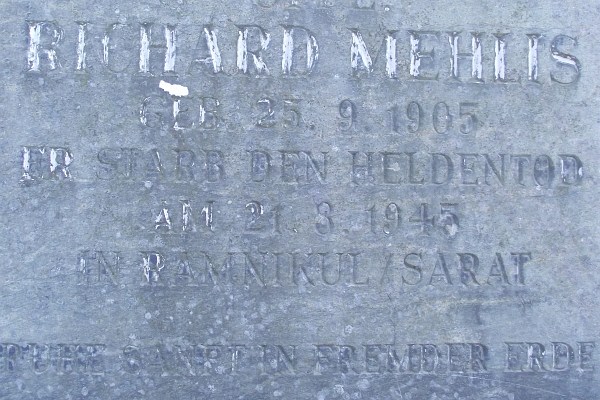 RICHARD MEHLIS
GEB. 25. 9. 1905
ER STARB DEN HELDENTOD
AM 21. 8. 1945
IN RAMNIKUL/SARAT
RUHE SANFT IN FREMDER ERDE